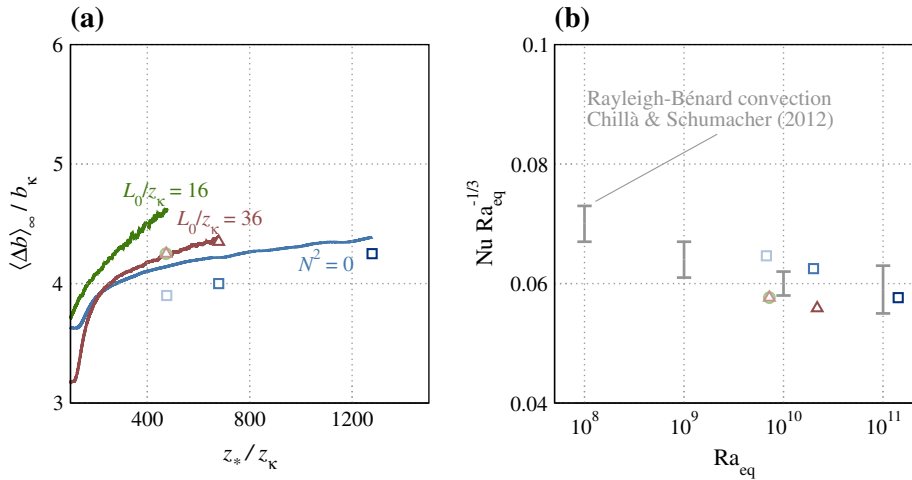 (a)
6
5
4
3
⟨Δb⟩∞ / bκ
L₀/zκ = 16
L₀/zκ = 36
N² = 0
400
800
1200
z* / zκ
(b)
0.1
0.08
0.06
0.04
Nu Ra_eq^-1/3
Rayleigh-Bénard convection
Chillà & Schumacher (2012)
10⁸
10⁹
10¹⁰
10¹¹
Ra_eq